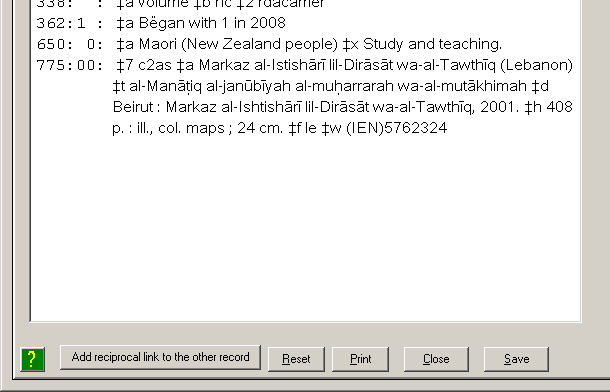 338:   : ‡a volume ‡b nc ‡2 rdacarrier
362:1 : ‡a Bëgan with 1 in 2008
650: 0: ‡a Maori (New Zealand people) ‡x Study and teaching.
775:00: ‡7 c2as ‡a Markaz al-Istishārī lil-Dirāsāt wa-al-Tawthīq (Lebanon)
‡t al-Manāṭiq al-janūbīyah al-muḥarrarah wa-al-mutākhimah ‡d
Beirut : Markaz al-Ishtishārī lil-Dirāsāt wa-al-Tawthīq, 2001. ‡h 408
p. : ill., col. maps ; 24 cm. ‡f le ‡w (IEN)5762324
? Add reciprocal link to the other record Reset Print Close Save